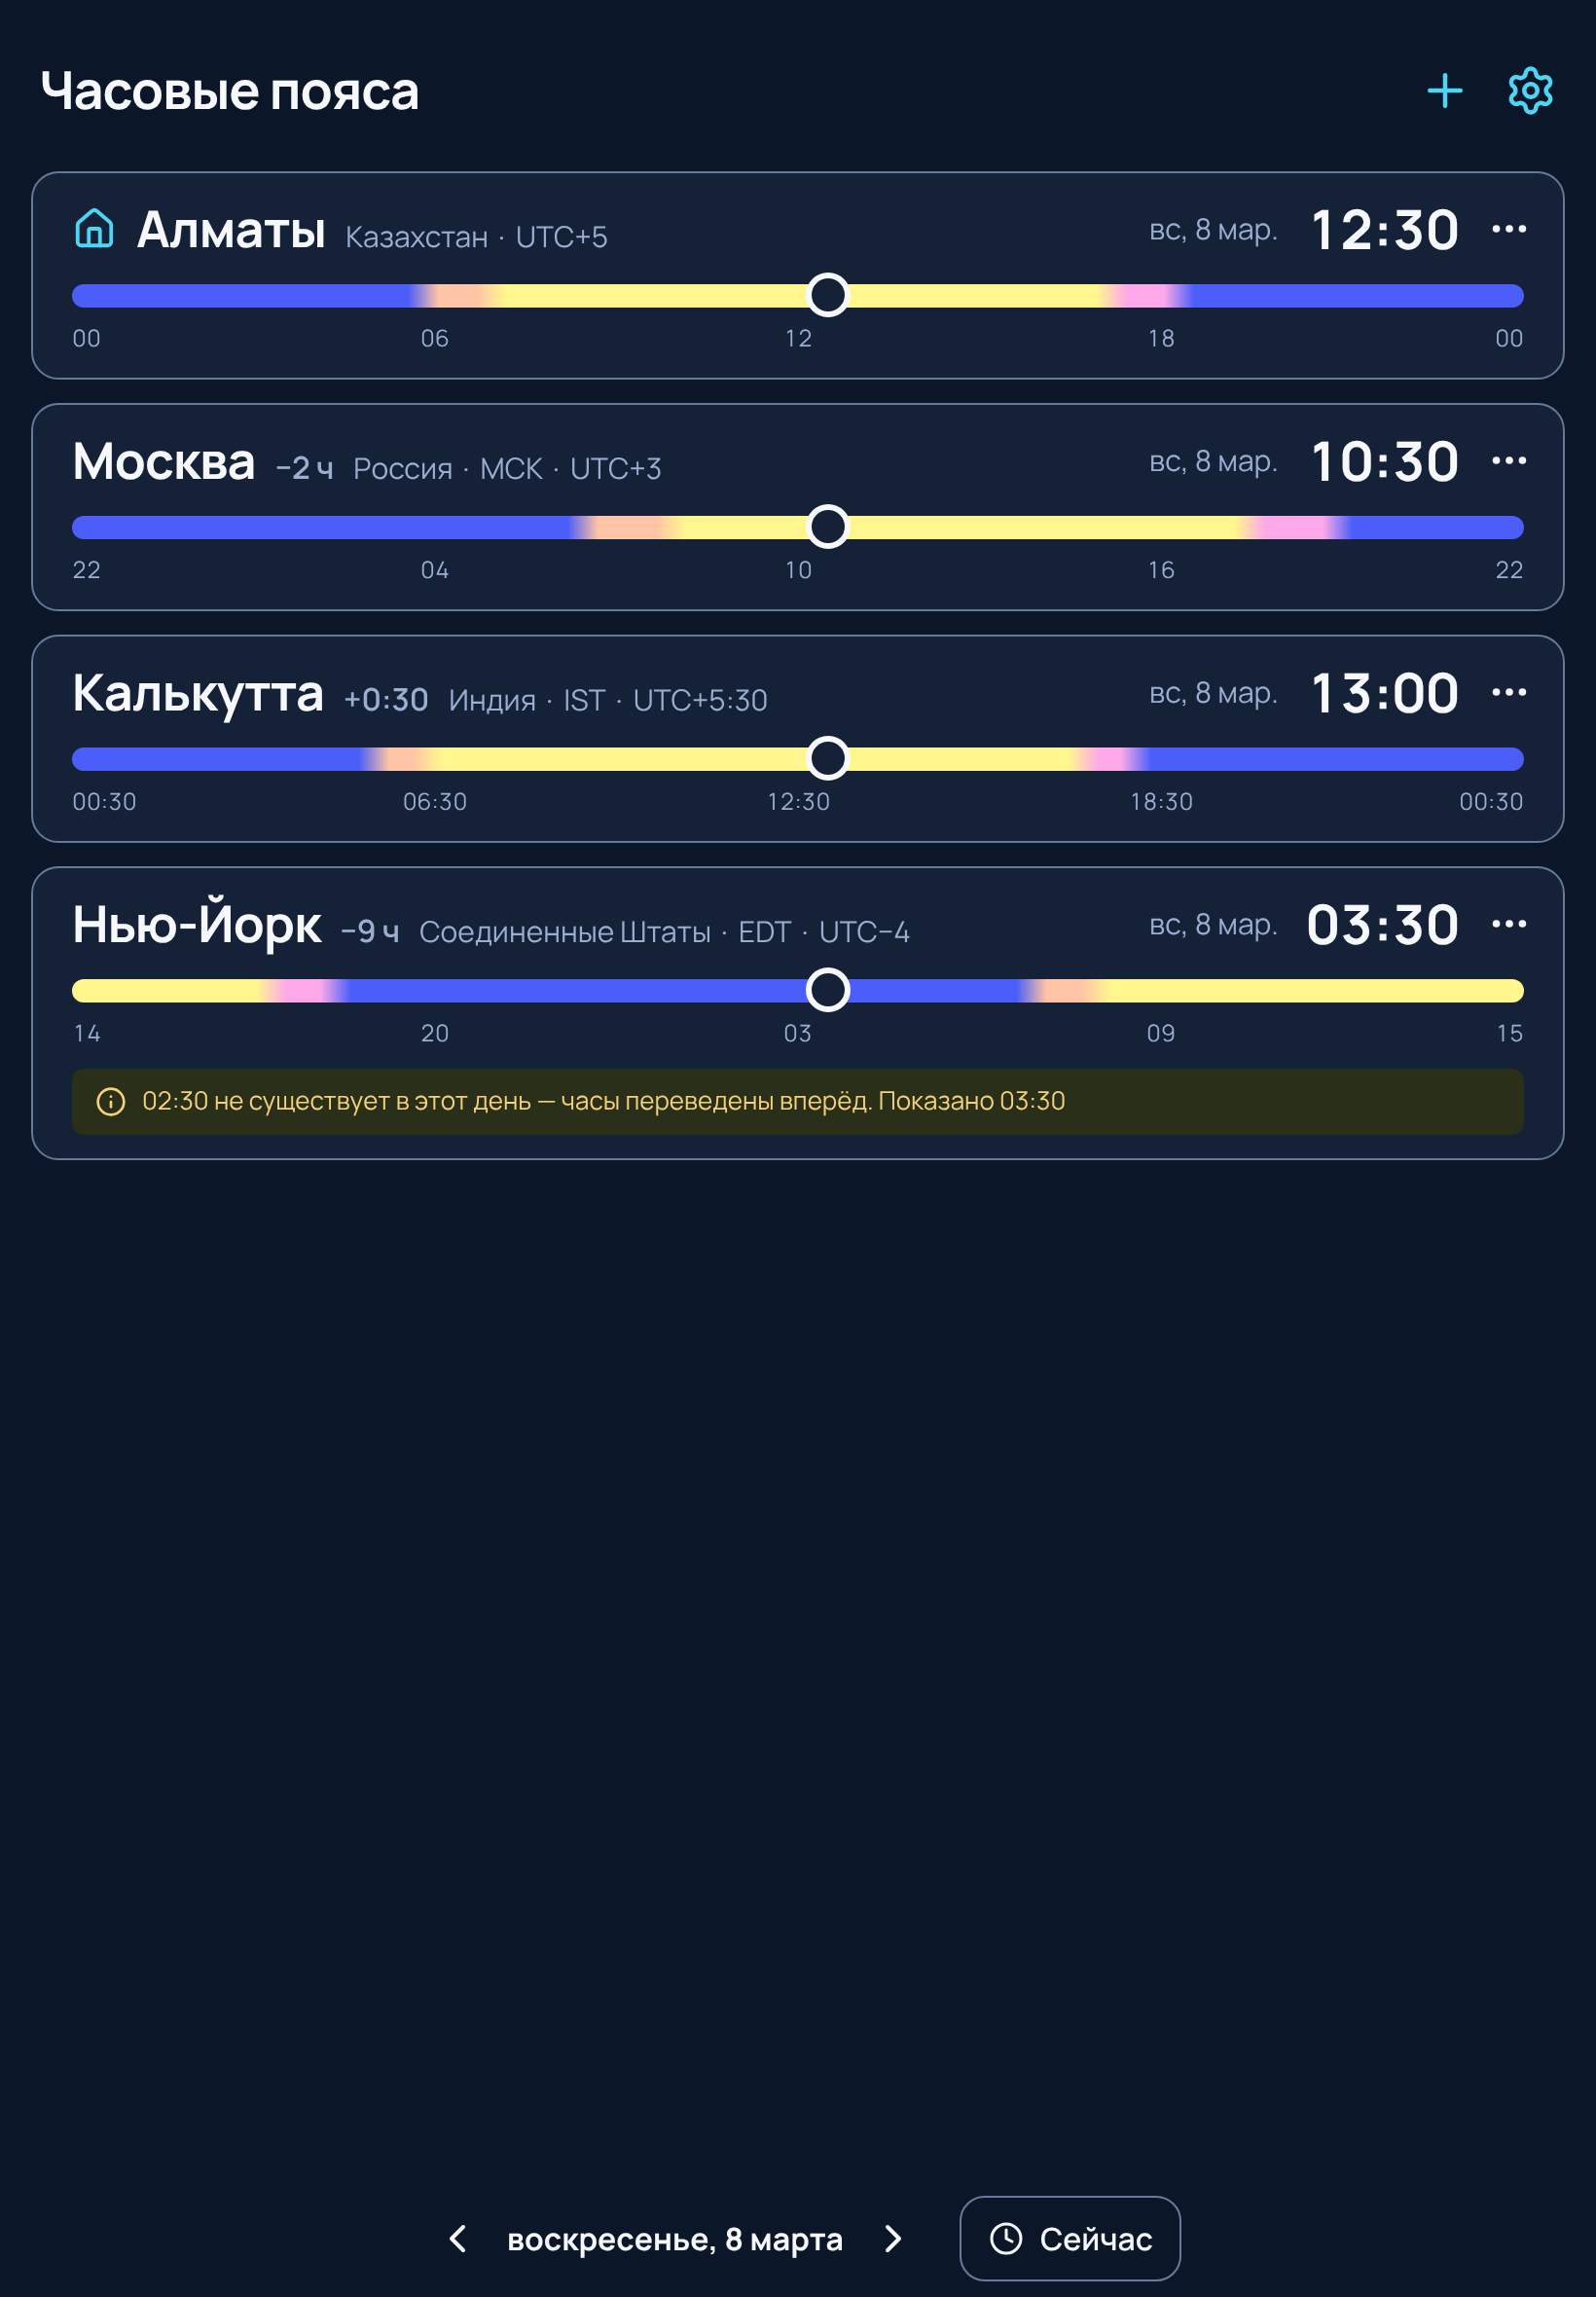 Часовые пояса
Алматы Казахстан · UTC+5 вс, 8 мар. 12:30
00 06 12 18 00
Москва −2 ч Россия · МСК · UTC+3 вс, 8 мар. 10:30
22 04 10 16 22
Калькутта +0:30 Индия · IST · UTC+5:30 вс, 8 мар. 13:00
00:30 06:30 12:30 18:30 00:30
Нью-Йорк −9 ч Соединенные Штаты · EDT · UTC−4 вс, 8 мар. 03:30
14 20 03 09 15
02:30 не существует в этот день — часы переведены вперёд. Показано 03:30
воскресенье, 8 марта Сейчас